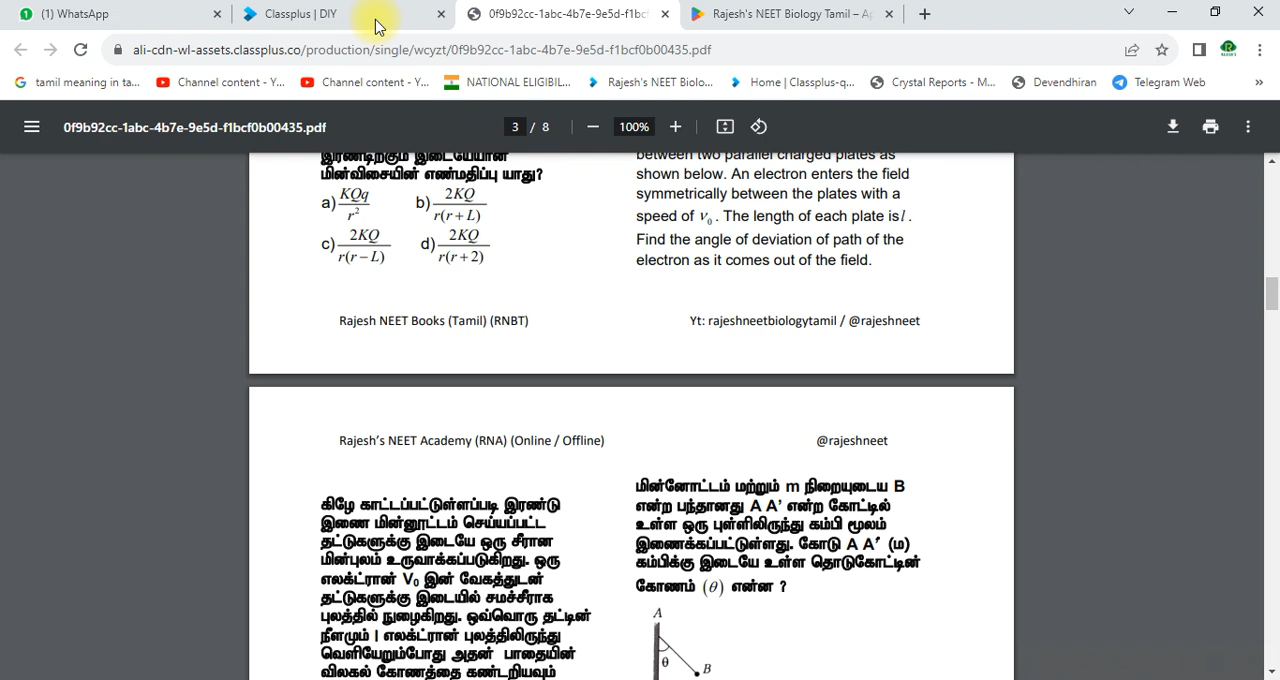 (1) WhatsApp
Classplus | DIY
0f9b92cc-1abc-4b7e-9e5d-f1bcf
Rajesh's NEET Biology Tamil – Ap
ali-cdn-wl-assets.classplus.co/production/single/wcyzt/0f9b92cc-1abc-4b7e-9e5d-f1bcf0b00435.pdf
tamil meaning in ta...
Channel content - Y...
Channel content - Y...
NATIONAL ELIGIBIL...
Rajesh's NEET Biolo...
Home | Classplus-q...
Crystal Reports - M...
Devendhiran
Telegram Web
»
0f9b92cc-1abc-4b7e-9e5d-f1bcf0b00435.pdf
3 / 8
100%
இரண்டிற்கும் இடையேயான
மின்விசையின் எண்மதிப்பு யாது?
a) KQq / r²
b) 2KQ / r(r + L)
c) 2KQ / r(r − L)
d) 2KQ / r(r + 2)
between two parallel charged plates as
shown below. An electron enters the field
symmetrically between the plates with a
speed of v₀. The length of each plate is l.
Find the angle of deviation of path of the
electron as it comes out of the field.
Rajesh NEET Books (Tamil) (RNBT)
Yt: rajeshneetbiologytamil / @rajeshneet
Rajesh's NEET Academy (RNA) (Online / Offline)
@rajeshneet
கிழே காட்டப்பட்டுள்ளப்படி இரண்டு
இணை மின்னூட்டம் செய்யப்பட்ட
தட்டுகளுக்கு இடையே ஒரு சீரான
மின்புலம் உருவாக்கப்படுகிறது. ஒரு
எலக்ட்ரான் V₀ இன் வேகத்துடன்
தட்டுகளுக்கு இடையில் சமச்சீராக
புலத்தில் நுழைகிறது. ஒவ்வொரு தட்டின்
நீளமும் l எலக்ட்ரான் புலத்திலிருந்து
வெளியேறும்போது அதன் பாதையின்
விலகல் கோணத்தை கண்டறியவும்
மின்னோட்டம் மற்றும் m நிறையுடைய B
என்ற பந்தானது A A' என்ற கோட்டில்
உள்ள ஒரு புள்ளிலிருந்து கம்பி மூலம்
இணைக்கப்பட்டுள்ளது. கோடு A A' (ம)
கம்பிக்கு இடையே உள்ள தொடுகோட்டின்
கோணம் (θ) என்ன ?
A
θ
B